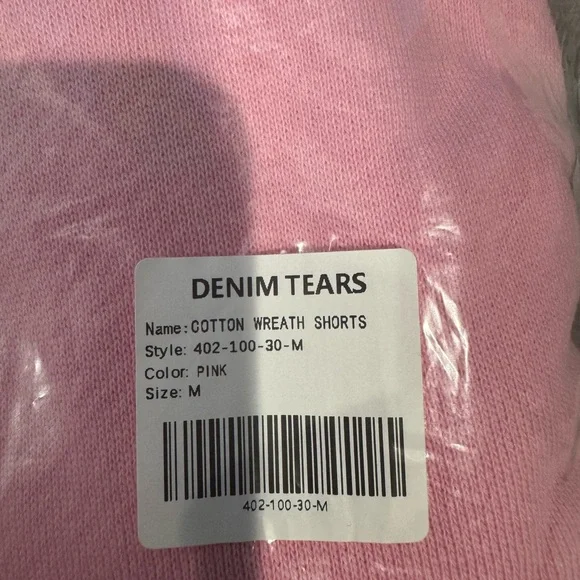 DENIM TEARS
Name:COTTON WREATH SHORTS
Style: 402-100-30-M
Color: PINK
Size: M
402-100-30-M